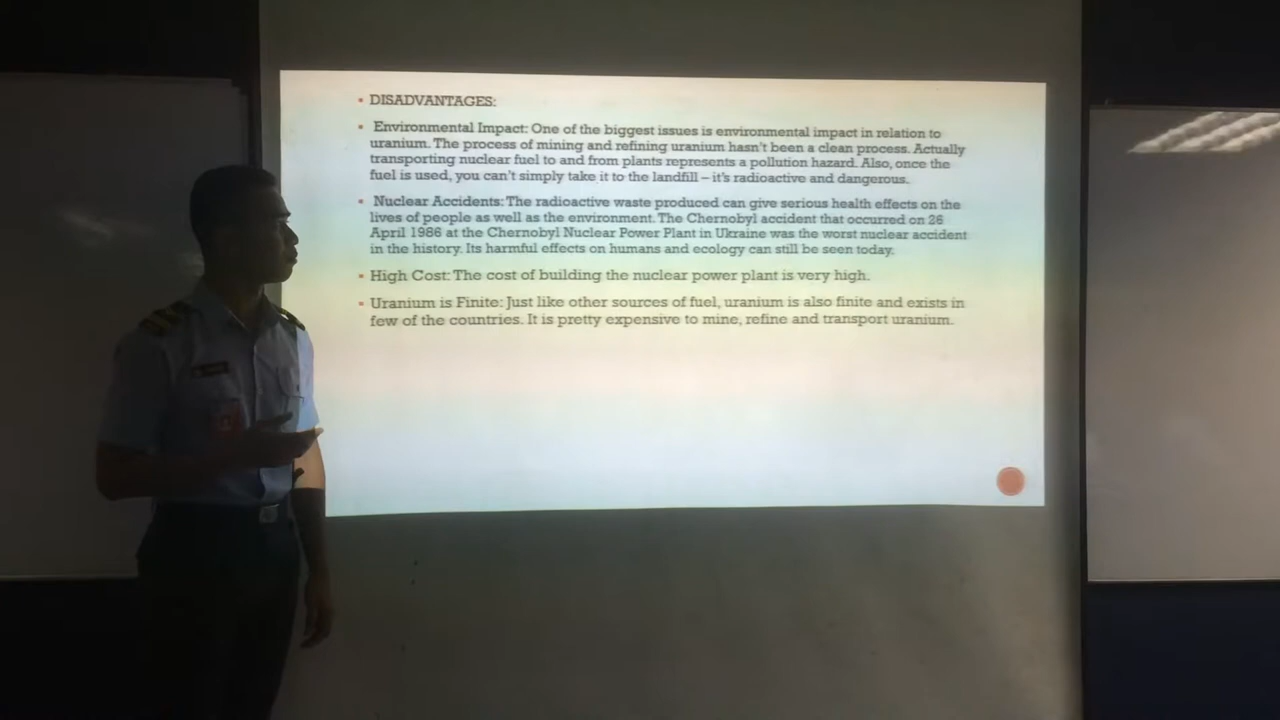 • DISADVANTAGES:
• Environmental Impact: One of the biggest issues is environmental impact in relation to
uranium. The process of mining and refining uranium hasn't been a clean process. Actually
transporting nuclear fuel to and from plants represents a pollution hazard. Also, once the
fuel is used, you can't simply take it to the landfill – it's radioactive and dangerous.
• Nuclear Accidents: The radioactive waste produced can give serious health effects on the
lives of people as well as the environment. The Chernobyl accident that occurred on 26
April 1986 at the Chernobyl Nuclear Power Plant in Ukraine was the worst nuclear accident
in the history. Its harmful effects on humans and ecology can still be seen today.
• High Cost: The cost of building the nuclear power plant is very high.
• Uranium is Finite: Just like other sources of fuel, uranium is also finite and exists in
few of the countries. It is pretty expensive to mine, refine and transport uranium.